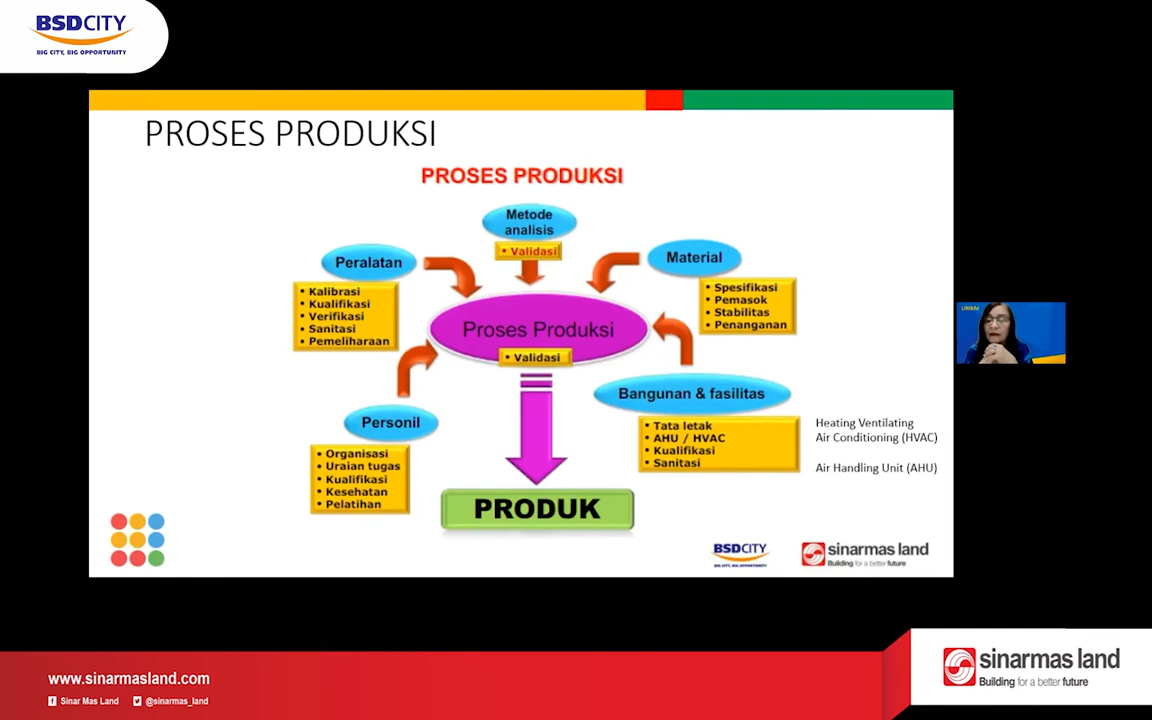 BSDCITY
BIG CITY, BIG OPPORTUNITY
PROSES PRODUKSI
PROSES PRODUKSI
Metode
analisis
• Validasi
Peralatan
• Kalibrasi
• Kualifikasi
• Verifikasi
• Sanitasi
• Pemeliharaan
Material
• Spesifikasi
• Pemasok
• Stabilitas
• Penanganan
Proses Produksi
• Validasi
UMKM
Personil
• Organisasi
• Uraian tugas
• Kualifikasi
• Kesehatan
• Pelatihan
Bangunan & fasilitas
• Tata letak
• AHU / HVAC
• Kualifikasi
• Sanitasi
Heating Ventilating
Air Conditioning (HVAC)
Air Handling Unit (AHU)
PRODUK
BSDCITY
BIG CITY, BIG OPPORTUNITY
sinarmas land
Building for a better future
www.sinarmasland.com
Sinar Mas Land @sinarmas_land
sinarmas land
Building for a better future